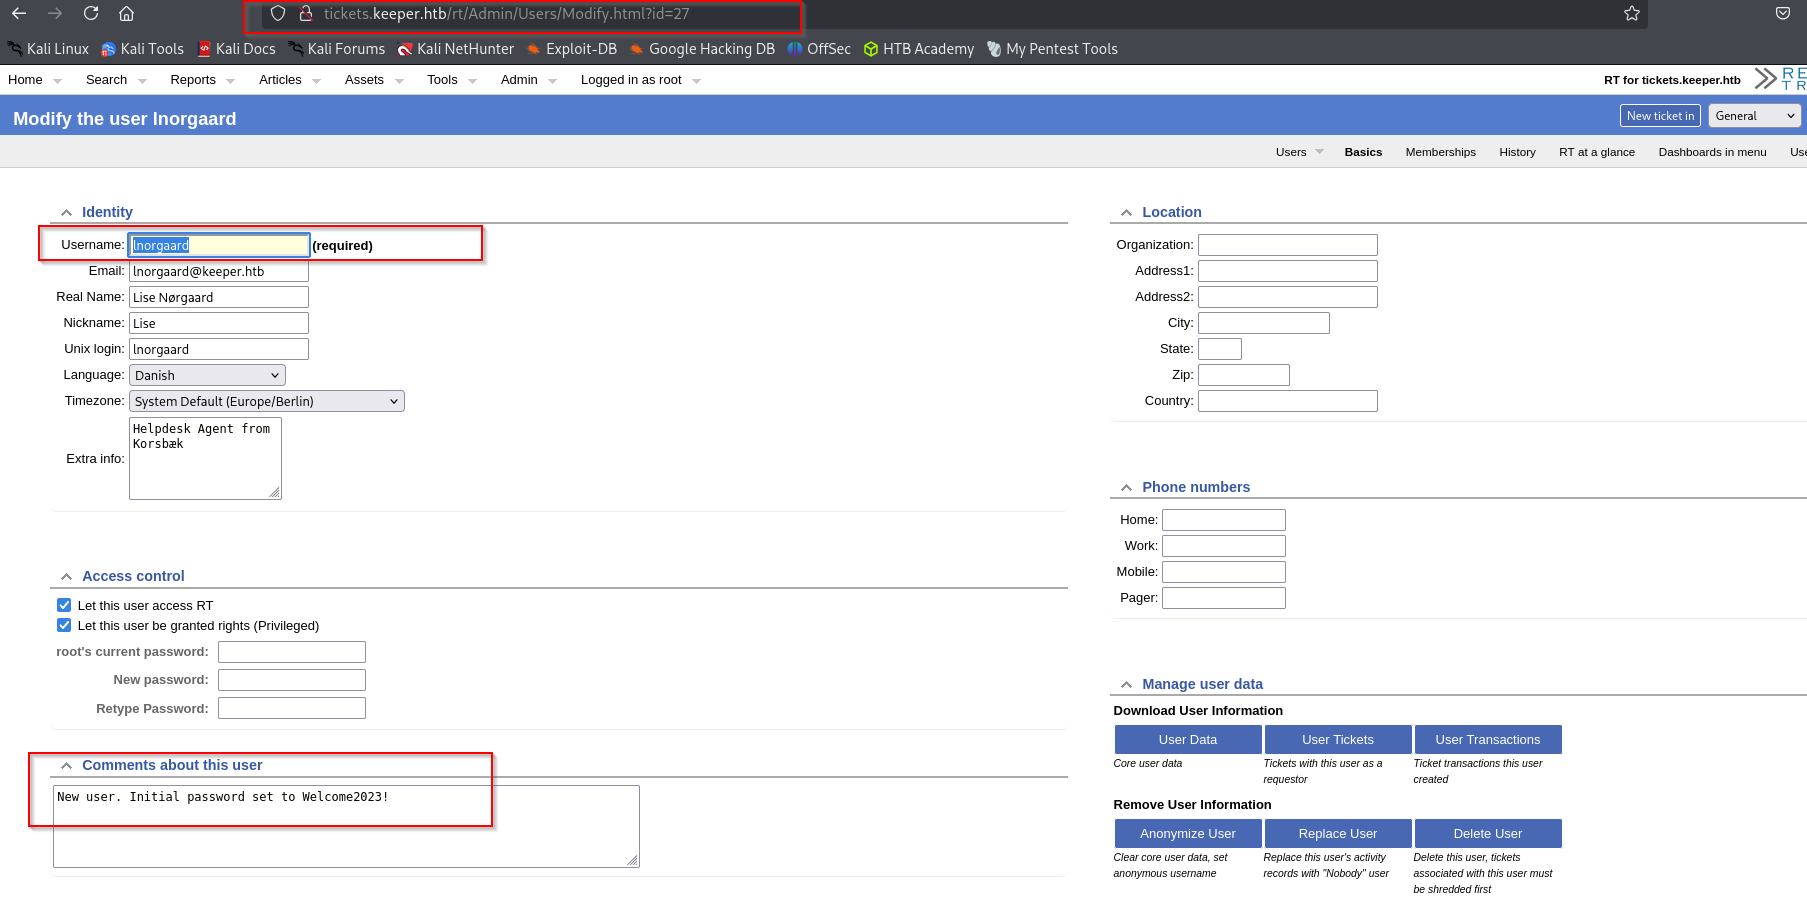 tickets.keeper.htb/rt/Admin/Users/Modify.html?id=27
Kali Linux Kali Tools Kali Docs Kali Forums Kali NetHunter Exploit-DB Google Hacking DB OffSec HTB Academy My Pentest Tools
Home Search Reports Articles Assets Tools Admin Logged in as root RT for tickets.keeper.htb RE
TR
Modify the user lnorgaard New ticket in General
Users Basics Memberships History RT at a glance Dashboards in menu Use
Identity
Username: lnorgaard (required)
Email: lnorgaard@keeper.htb
Real Name: Lise Nørgaard
Nickname: Lise
Unix login: lnorgaard
Language: Danish
Timezone: System Default (Europe/Berlin)
Extra info: Helpdesk Agent from
Korsbæk
Access control
Let this user access RT
Let this user be granted rights (Privileged)
root's current password:
New password:
Retype Password:
Comments about this user
New user. Initial password set to Welcome2023!
Location
Organization:
Address1:
Address2:
City:
State:
Zip:
Country:
Phone numbers
Home:
Work:
Mobile:
Pager:
Manage user data
Download User Information
User Data User Tickets User Transactions
Core user data Tickets with this user as a Ticket transactions this user
requestor created
Remove User Information
Anonymize User Replace User Delete User
Clear core user data, set Replace this user's activity Delete this user, tickets
anonymous username records with "Nobody" user associated with this user must
be shredded first